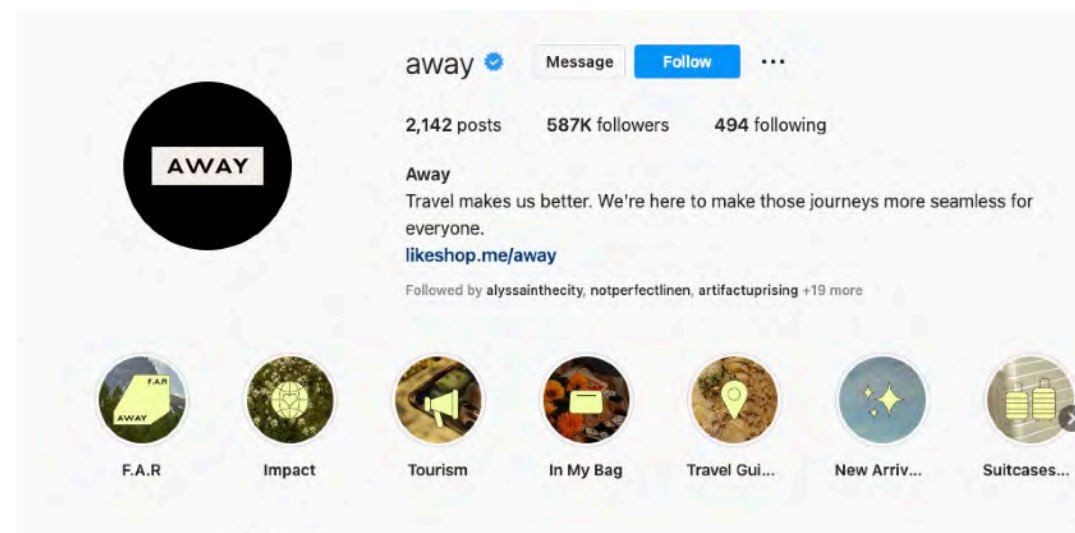 away Message Follow ...
2,142 posts 587K followers 494 following
AWAY
Away
Travel makes us better. We're here to make those journeys more seamless for
everyone.
likeshop.me/away
Followed by alyssainthecity, notperfectlinen, artifactuprising +19 more
F.A.R
AWAY
F.A.R Impact Tourism In My Bag Travel Gui... New Arriv... Suitcases...